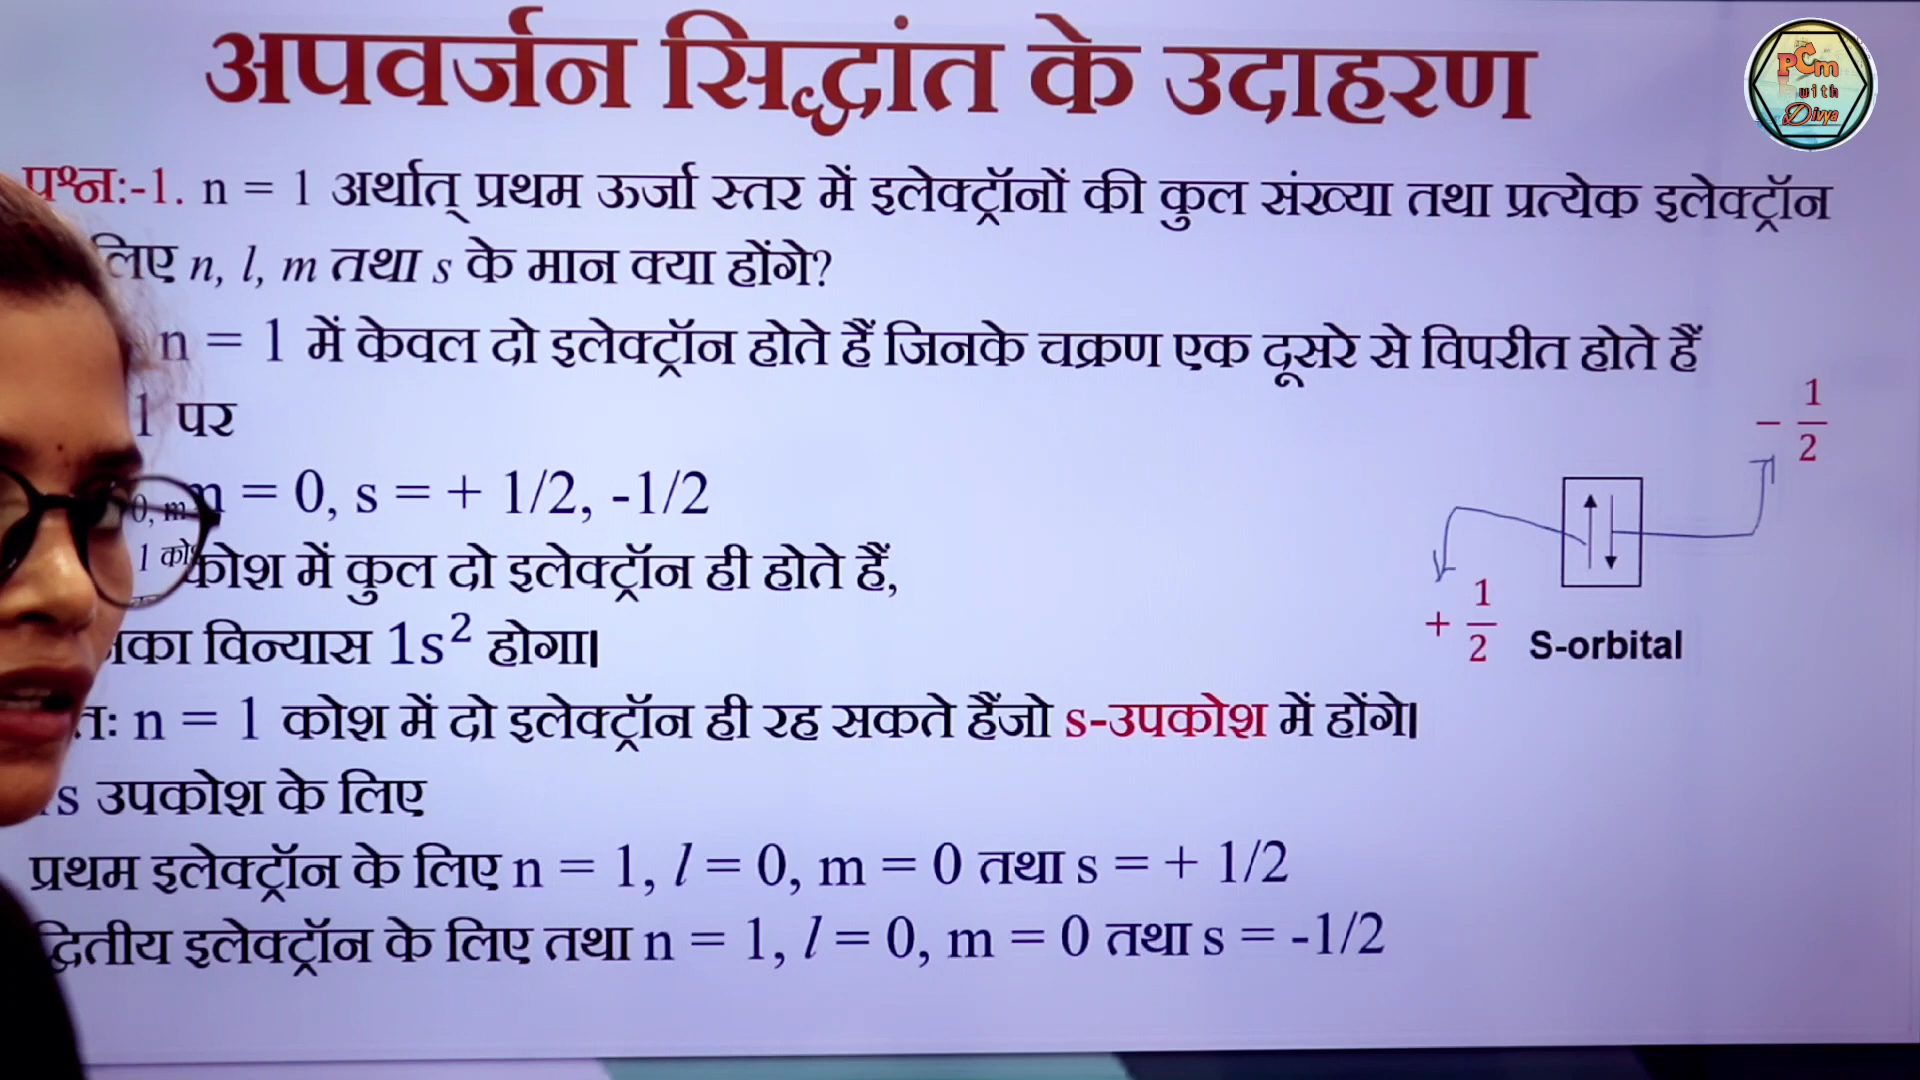 अपवर्जन सिद्धांत के उदाहरण
PCm
with
Divya
प्रश्न:-1. n = 1 अर्थात् प्रथम ऊर्जा स्तर में इलेक्ट्रॉनों की कुल संख्या तथा प्रत्येक इलेक्ट्रॉन
लिए n, l, m तथा s के मान क्या होंगे?
n = 1 में केवल दो इलेक्ट्रॉन होते हैं जिनके चक्रण एक दूसरे से विपरीत होते हैं
1 पर
m = 0, s = + 1/2, -1/2
कोश में कुल दो इलेक्ट्रॉन ही होते हैं,
विन्यास 1s² होगा।
n = 1 कोश में दो इलेक्ट्रॉन ही रह सकते हैंजो s-उपकोश में होंगे।
s उपकोश के लिए
प्रथम इलेक्ट्रॉन के लिए n = 1, l = 0, m = 0 तथा s = + 1/2
द्वितीय इलेक्ट्रॉन के लिए तथा n = 1, l = 0, m = 0 तथा s = -1/2
- 1/2
+ 1/2
S-orbital